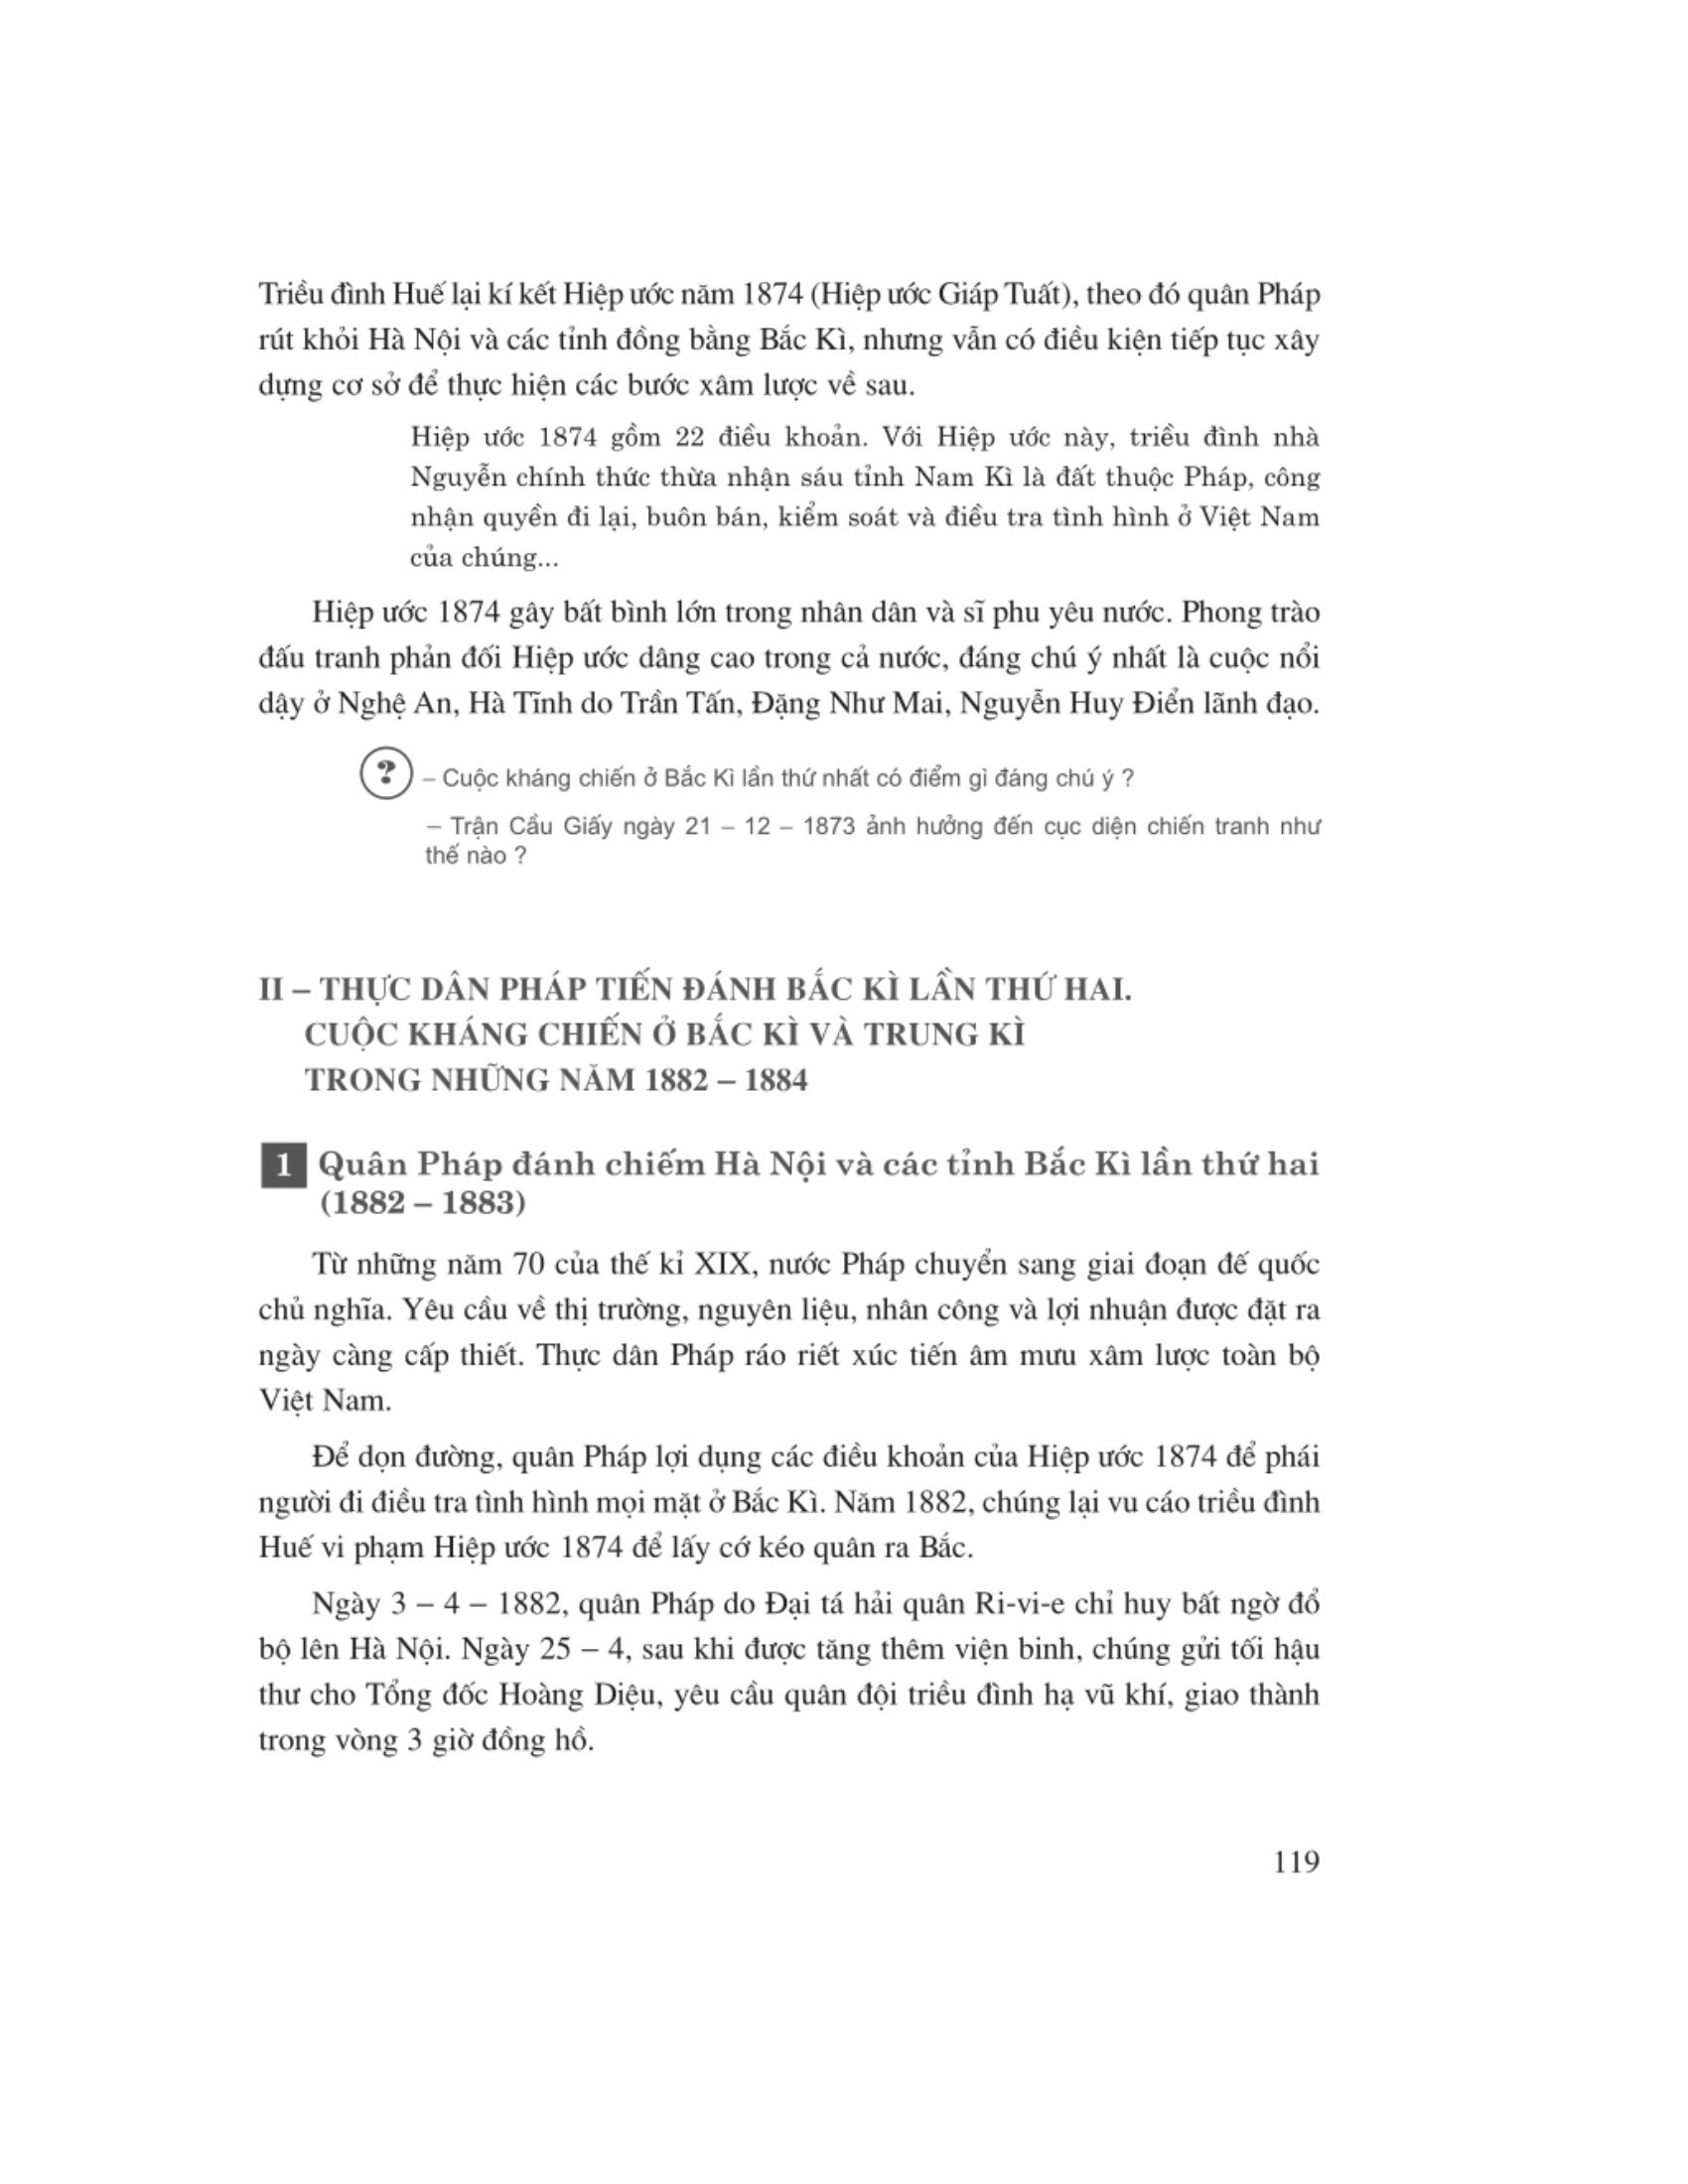 Triều đình Huế lại kí kết Hiệp ước năm 1874 (Hiệp ước Giáp Tuất), theo đó quân Pháp
rút khỏi Hà Nội và các tỉnh đồng bằng Bắc Kì, nhưng vẫn có điều kiện tiếp tục xây
dựng cơ sở để thực hiện các bước xâm lược về sau.
Hiệp ước 1874 gồm 22 điều khoản. Với Hiệp ước này, triều đình nhà
Nguyễn chính thức thừa nhận sáu tỉnh Nam Kì là đất thuộc Pháp, công
nhận quyền đi lại, buôn bán, kiểm soát và điều tra tình hình ở Việt Nam
của chúng...
Hiệp ước 1874 gây bất bình lớn trong nhân dân và sĩ phu yêu nước. Phong trào
đấu tranh phản đối Hiệp ước dâng cao trong cả nước, đáng chú ý nhất là cuộc nổi
dậy ở Nghệ An, Hà Tĩnh do Trần Tấn, Đặng Như Mai, Nguyễn Huy Điển lãnh đạo.
? – Cuộc kháng chiến ở Bắc Kì lần thứ nhất có điểm gì đáng chú ý ?
– Trận Cầu Giấy ngày 21 – 12 – 1873 ảnh hưởng đến cục diện chiến tranh như
thế nào ?
II – THỰC DÂN PHÁP TIẾN ĐÁNH BẮC KÌ LẦN THỨ HAI.
CUỘC KHÁNG CHIẾN Ở BẮC KÌ VÀ TRUNG KÌ
TRONG NHỮNG NĂM 1882 – 1884
1 Quân Pháp đánh chiếm Hà Nội và các tỉnh Bắc Kì lần thứ hai
(1882 – 1883)
Từ những năm 70 của thế kỉ XIX, nước Pháp chuyển sang giai đoạn đế quốc
chủ nghĩa. Yêu cầu về thị trường, nguyên liệu, nhân công và lợi nhuận được đặt ra
ngày càng cấp thiết. Thực dân Pháp ráo riết xúc tiến âm mưu xâm lược toàn bộ
Việt Nam.
Để dọn đường, quân Pháp lợi dụng các điều khoản của Hiệp ước 1874 để phái
người đi điều tra tình hình mọi mặt ở Bắc Kì. Năm 1882, chúng lại vu cáo triều đình
Huế vi phạm Hiệp ước 1874 để lấy cớ kéo quân ra Bắc.
Ngày 3 – 4 – 1882, quân Pháp do Đại tá hải quân Ri-vi-e chỉ huy bất ngờ đổ
bộ lên Hà Nội. Ngày 25 – 4, sau khi được tăng thêm viện binh, chúng gửi tối hậu
thư cho Tổng đốc Hoàng Diệu, yêu cầu quân đội triều đình hạ vũ khí, giao thành
trong vòng 3 giờ đồng hồ.
119